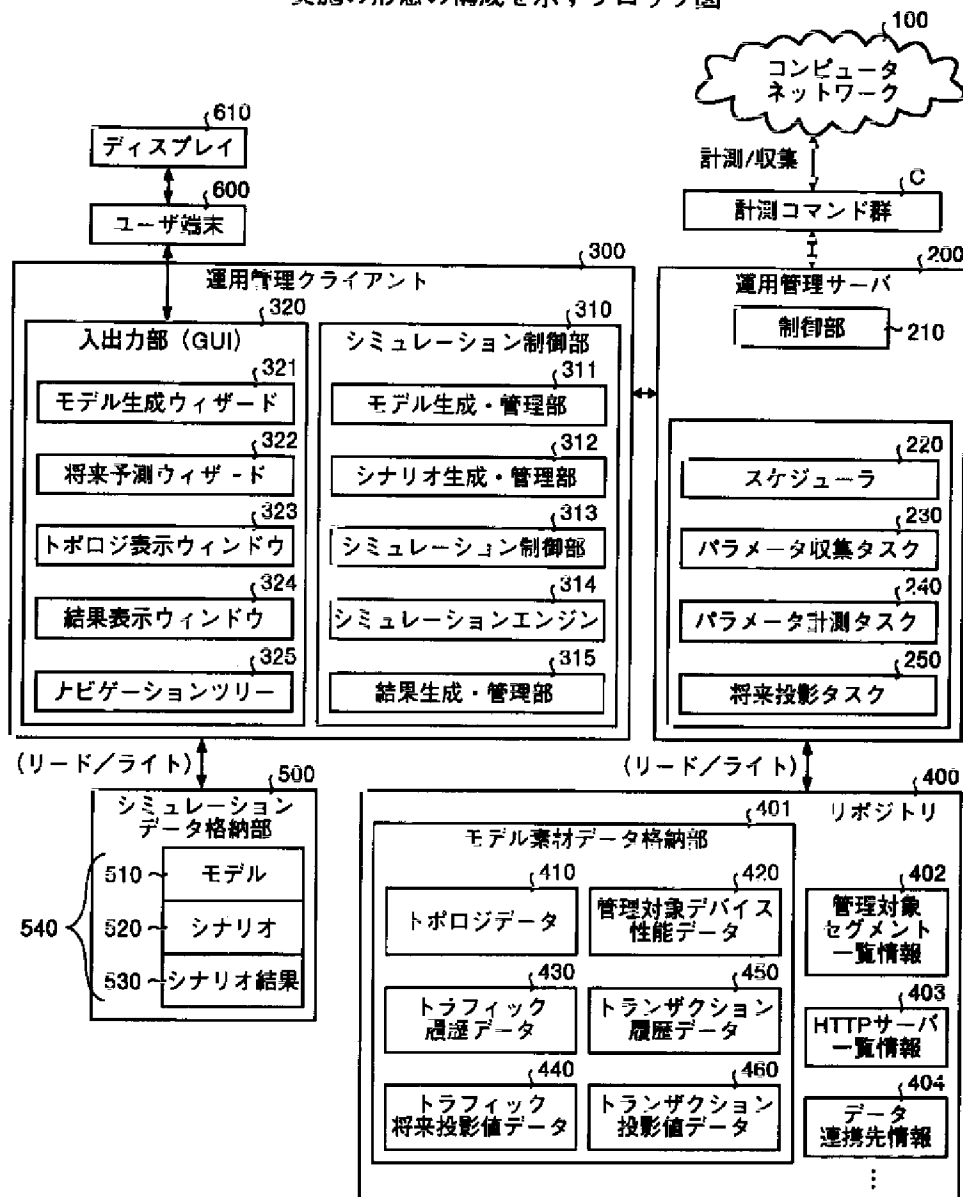 実施の形態の構成を示すブロック図
100
コンピュータ
ネットワーク
計測/収集
C
計測コマンド群
610
ディスプレイ
600
ユーザ端末
300
運用管理クライアント
320
入出力部（GUI）
321
モデル生成ウィザード
322
将来予測ウィザード
323
トポロジ表示ウィンドウ
324
結果表示ウィンドウ
325
ナビゲーションツリー
310
シミュレーション制御部
311
モデル生成・管理部
312
シナリオ生成・管理部
313
シミュレーション制御部
314
シミュレーションエンジン
315
結果生成・管理部
200
運用管理サーバ
制御部
210
220
スケジューラ
230
パラメータ収集タスク
240
パラメータ計測タスク
250
将来投影タスク
（リード／ライト）
500
シミュレーション
データ格納部
540
510
モデル
520
シナリオ
530
シナリオ結果
（リード／ライト）
400
リポジトリ
401
モデル素材データ格納部
410
トポロジデータ
420
管理対象デバイス
性能データ
430
トラフィック
履歴データ
450
トランザクション
履歴データ
440
トラフィック
将来投影値データ
460
トランザクション
投影値データ
402
管理対象
セグメント
一覧情報
403
HTTPサーバ
一覧情報
404
データ
連携先情報
⋮